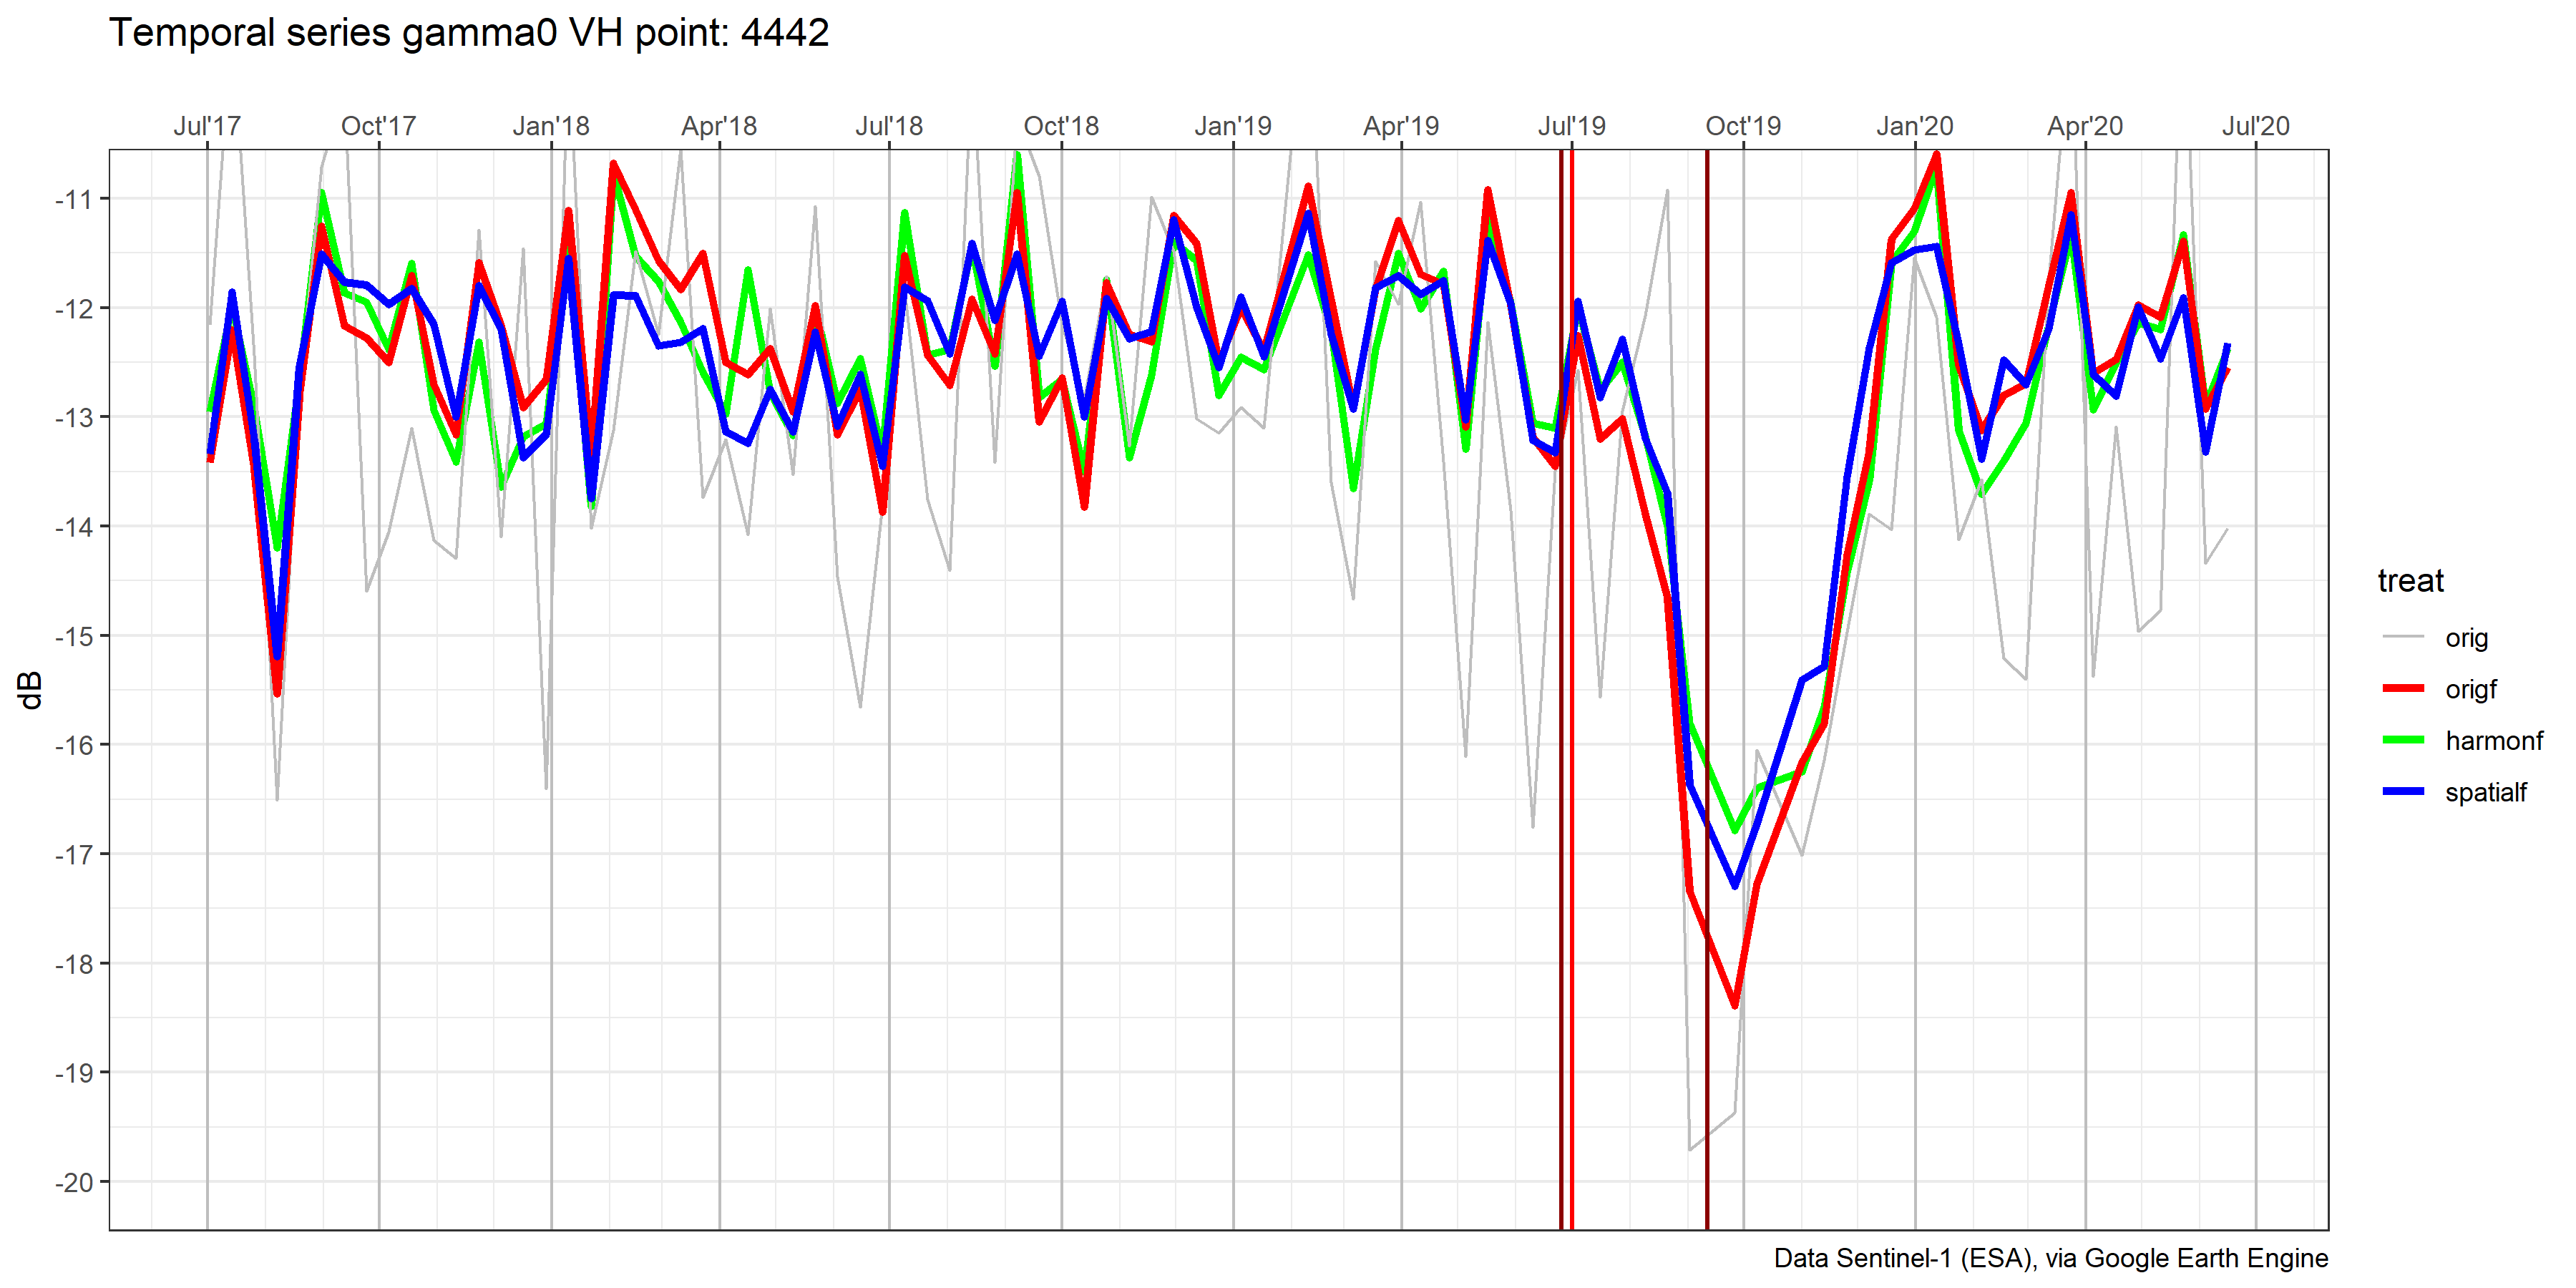 Temporal series gamma0 VH point: 4442
Jul'17 Oct'17 Jan'18 Apr'18 Jul'18 Oct'18 Jan'19 Apr'19 Jul'19 Oct'19 Jan'20 Apr'20 Jul'20
-11
-12
-13
-14
-15
-16
-17
-18
-19
-20
dB
treat
orig
origf
harmonf
spatialf
Data Sentinel-1 (ESA), via Google Earth Engine